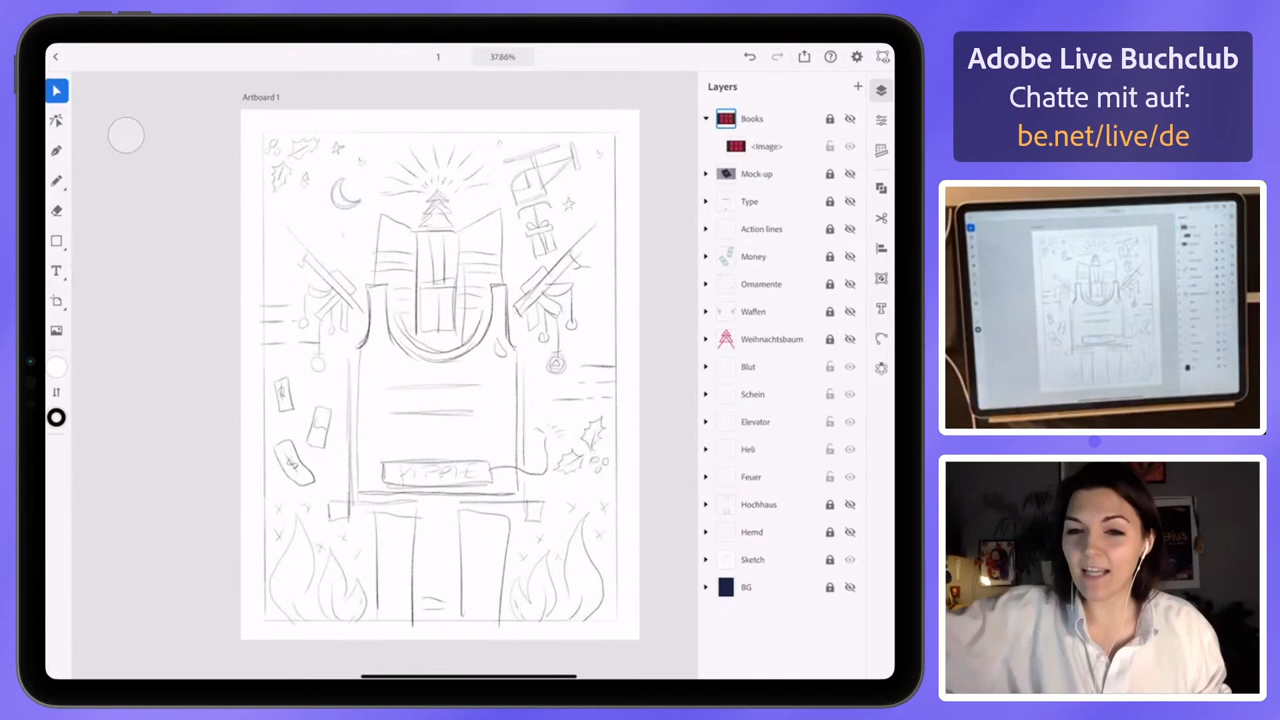 Adobe Live Buchclub
Chatte mit auf:
be.net/live/de
1
37.86%
Artboard 1
Layers
Books
<Image>
Mock-up
Type
Action lines
Money
Ornamente
Waffen
Weihnachtsbaum
Blut
Schein
Elevator
Heli
Feuer
Hochhaus
Hemd
Sketch
BG
YIPPIE